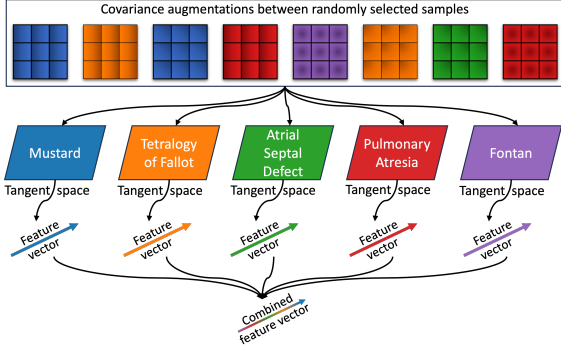 Covariance augmentations between randomly selected samples
Mustard
Tetralogy
of Fallot
Atrial
Septal
Defect
Pulmonary
Atresia
Fontan
Tangent space
Tangent space
Tangent space
Tangent space
Tangent space
Feature
vector
Feature
vector
Feature
vector
Feature
vector
Feature
vector
Combined
feature vector